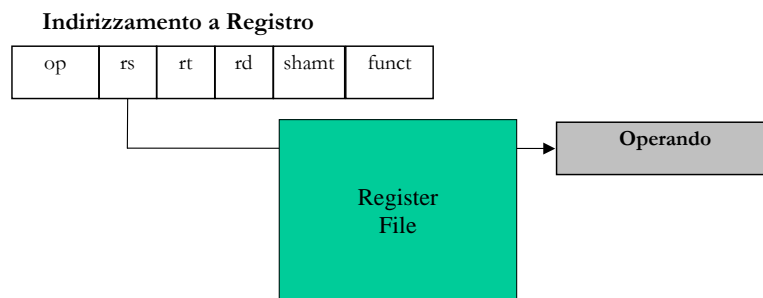 Indirizzamento a Registro
op rs rt rd shamt funct
Operando
Register
File